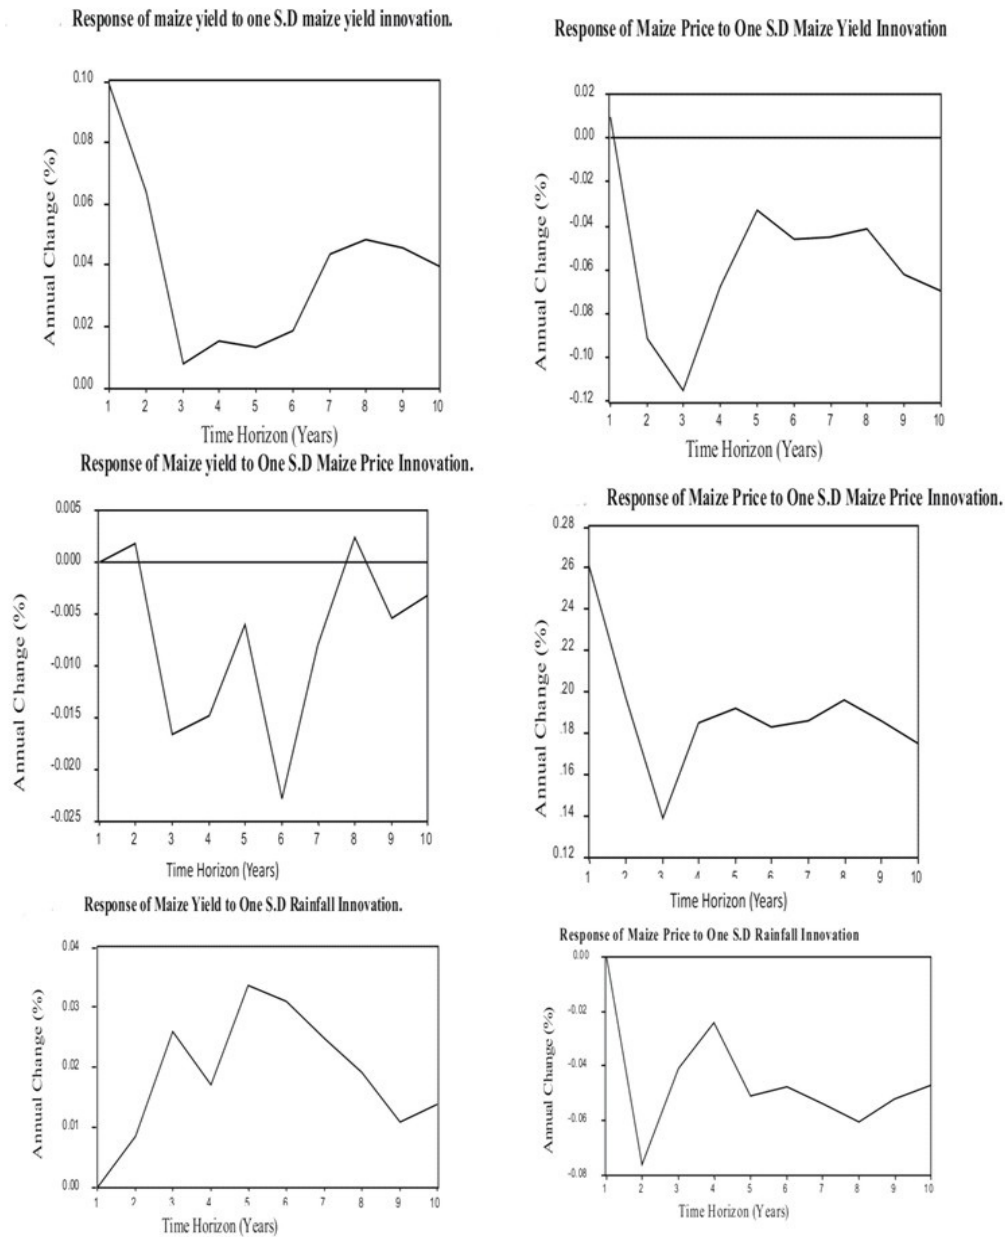 Response of maize yield to one S.D maize yield innovation.
0.10
0.08
0.06
0.04
0.02
0.00
Annual Change (%)
1 2 3 4 5 6 7 8 9 10
Time Horizon (Years)
Response of Maize Price to One S.D Maize Yield Innovation
0.02
0.00
-0.02
-0.04
-0.06
-0.08
-0.10
-0.12
Annual Change (%)
1 2 3 4 5 6 7 8 9 10
Time Horizon (Years)
Response of Maize yield to One S.D Maize Price Innovation.
0.005
0.000
-0.005
-0.010
-0.015
-0.020
-0.025
Annual Change (%)
1 2 3 4 5 6 7 8 9 10
Time Horizon (Years)
Response of Maize Price to One S.D Maize Price Innovation.
0.28
26
24
22
.20
.18
.16
.14
0.12
Annual Change (%)
1 2 3 4 5 6 7 8 9 10
Time Horizon (Years)
Response of Maize Yield to One S.D Rainfall Innovation.
0.04
0.03
0.02
0.01
0.00
Annual Change (%)
1 2 3 4 5 6 7 8 9 10
Time Horizon (Years)
Response of Maize Price to One S.D Rainfall Innovation
0.00
-0.02
-0.04
-0.06
-0.08
Annual Change (%)
1 2 3 4 5 6 7 8 9 10
Time Horizon (Years)